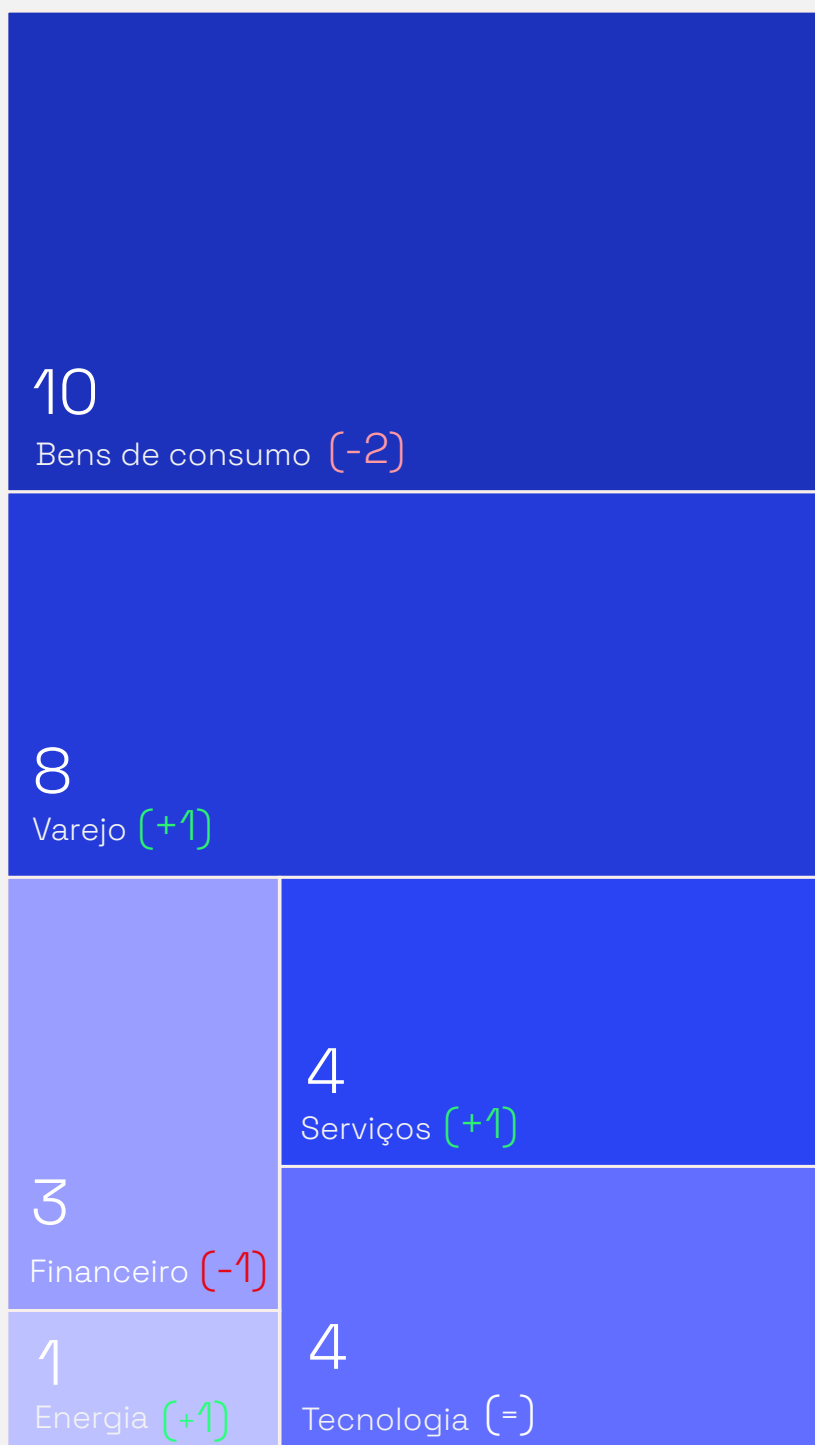 10
Bens de consumo (-2)
8
Varejo (+1)
4
Serviços (+1)
3
Financeiro (-1)
4
Tecnologia (=)
1
Energia (+1)